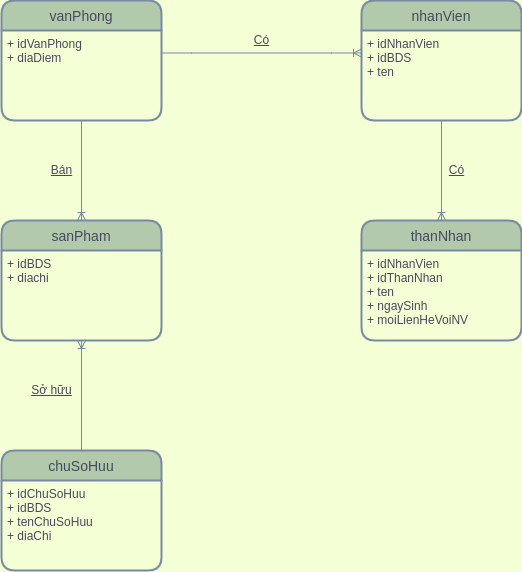 vanPhong
+ idVanPhong
+ diaDiem
Có
nhanVien
+ idNhanVien
+ idBDS
+ ten
Bán
Có
sanPham
+ idBDS
+ diachi
thanNhan
+ idNhanVien
+ idThanNhan
+ ten
+ ngaySinh
+ moiLienHeVoiNV
Sở hữu
chuSoHuu
+ idChuSoHuu
+ idBDS
+ tenChuSoHuu
+ diaChi